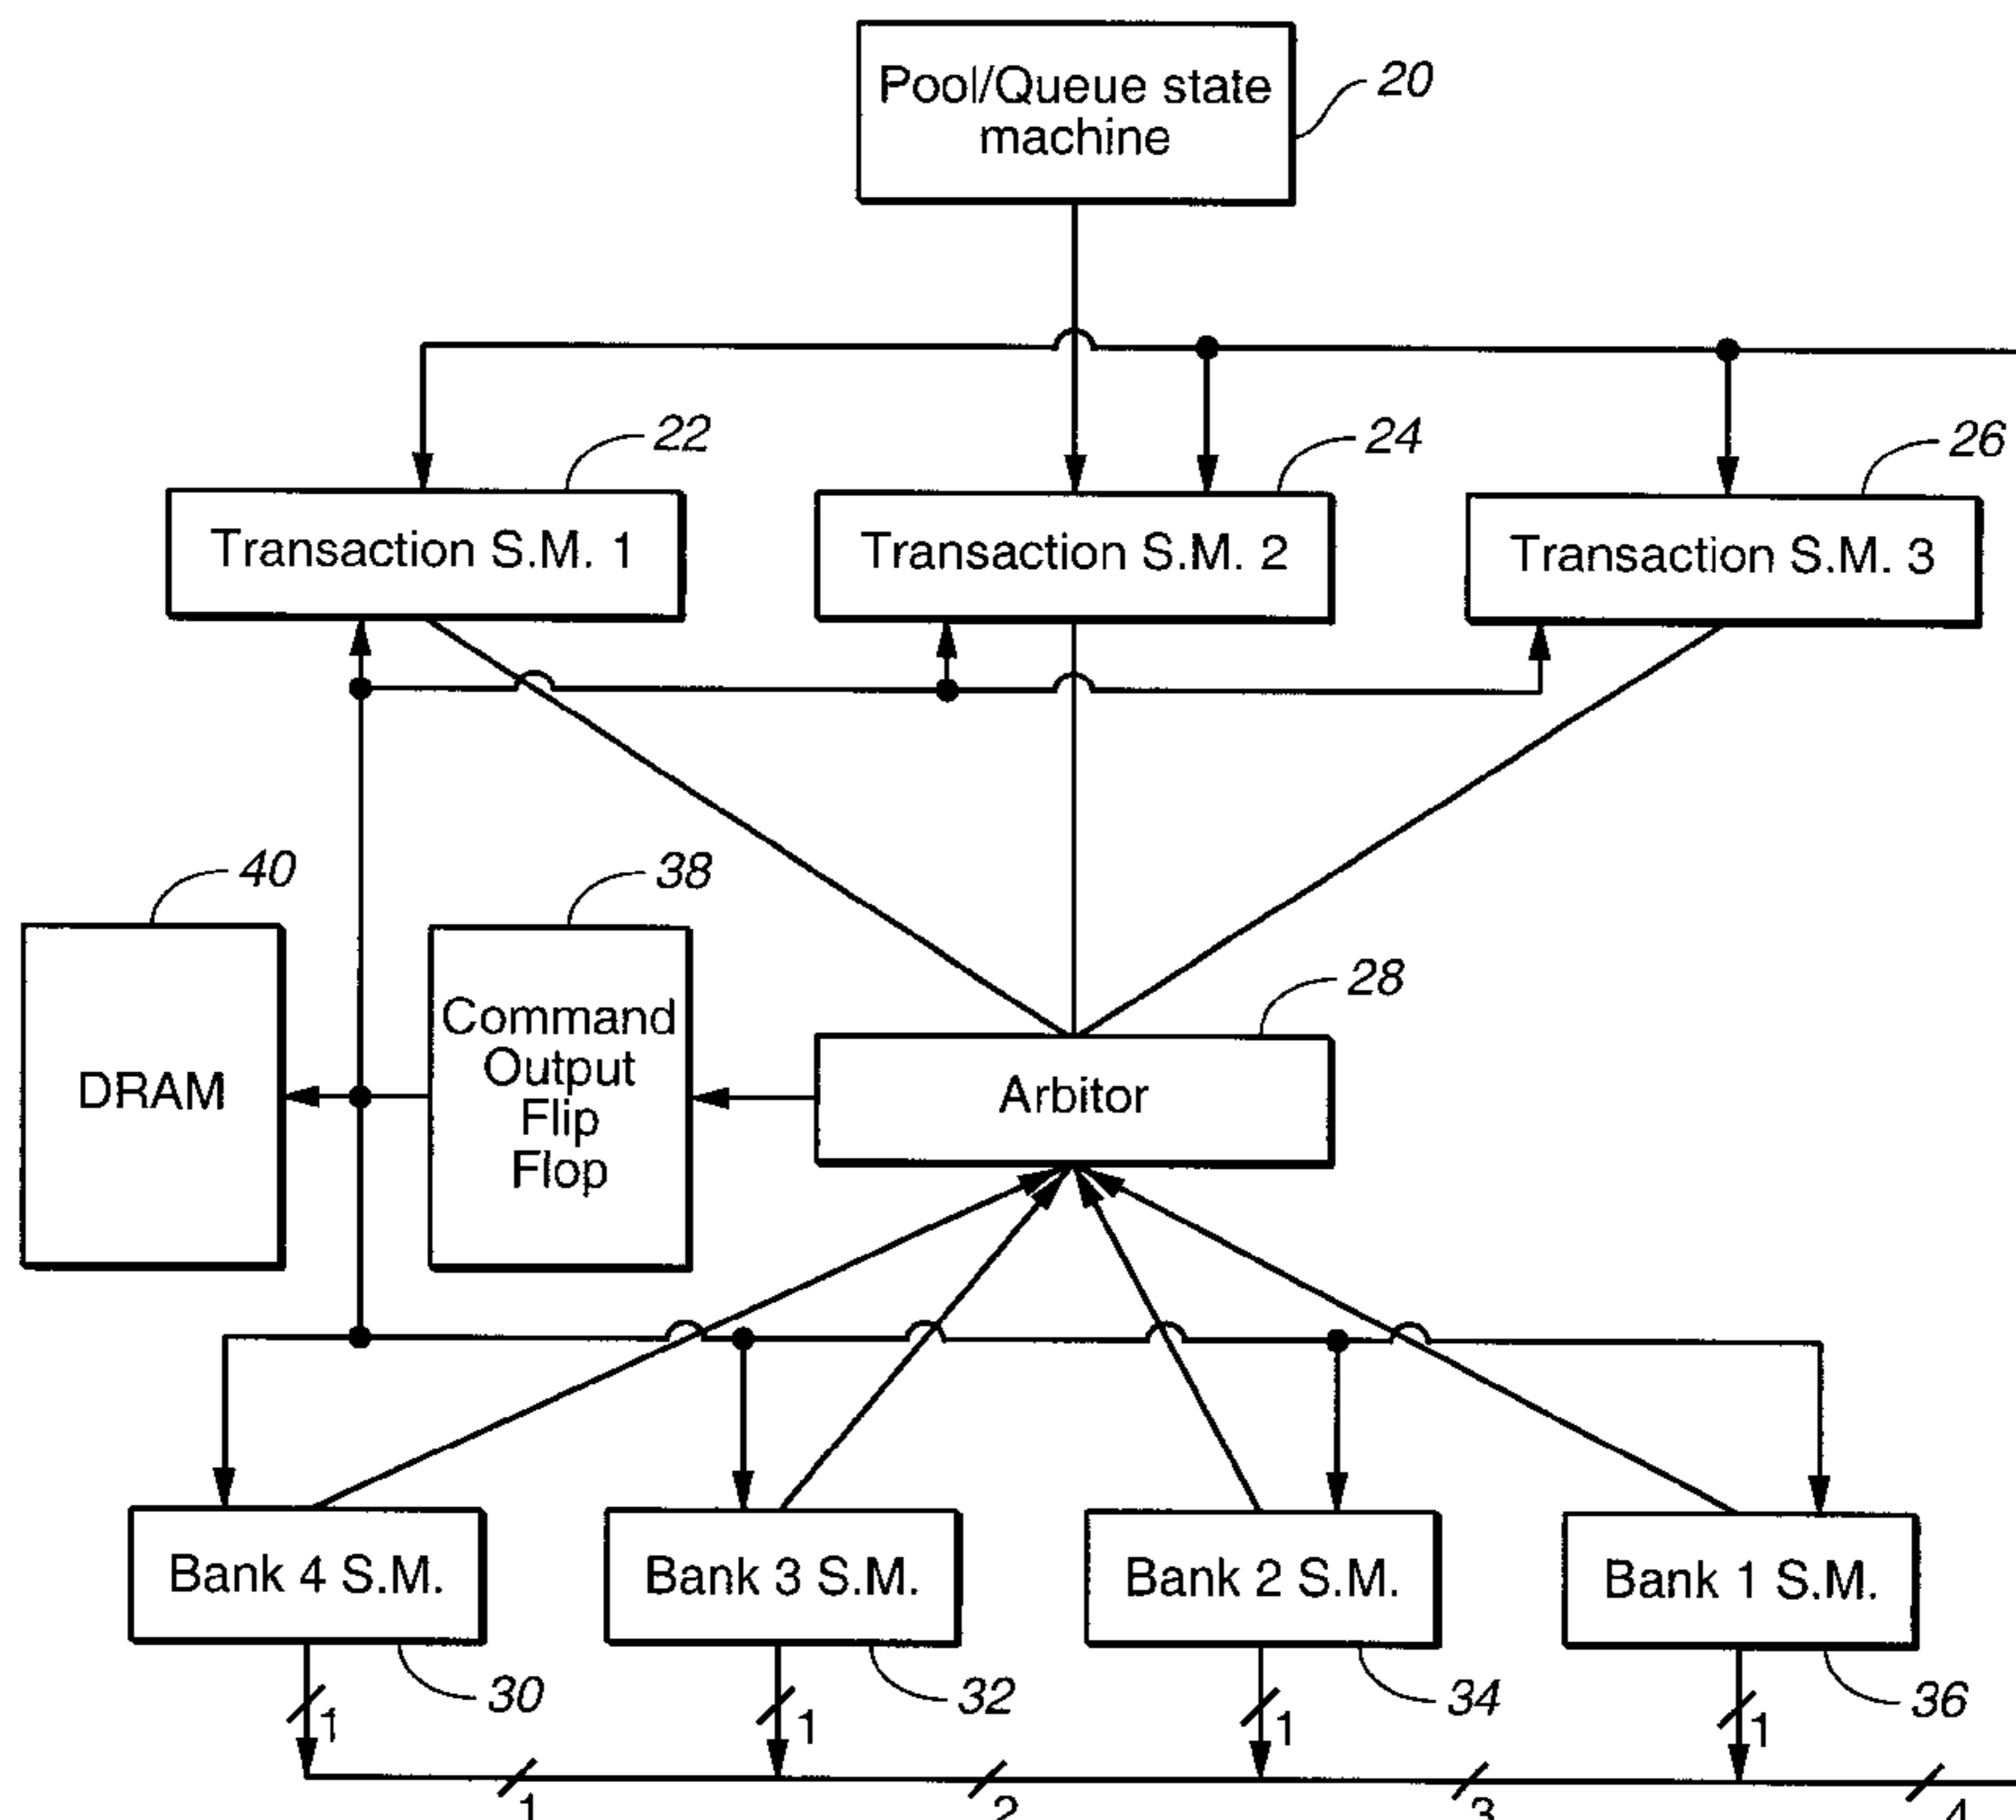 Pool/Queue state
machine
20
22
24
26
Transaction S.M. 1
Transaction S.M. 2
Transaction S.M. 3
40
38
28
DRAM
Command
Output
Flip
Flop
Arbitor
Bank 4 S.M.
Bank 3 S.M.
Bank 2 S.M.
Bank 1 S.M.
30
32
34
36
1
1
1
1
1
2
3
4